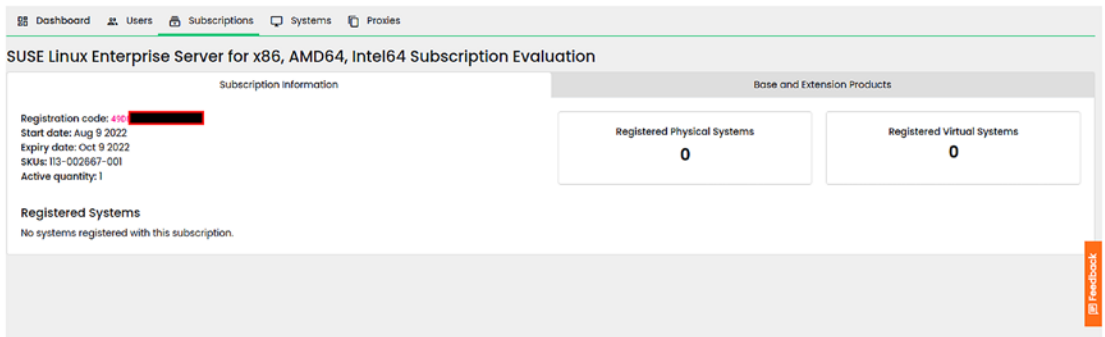 Dashboard Users Subscriptions Systems Proxies
SUSE Linux Enterprise Server for x86, AMD64, Intel64 Subscription Evaluation
Subscription Information Base and Extension Products
Registration code:
Start date: Aug 9 2022
Expiry date: Oct 9 2022
SKUs: 113-002667-001
Active quantity: 1
Registered Physical Systems
0
Registered Virtual Systems
0
Registered Systems
No systems registered with this subscription.
Feedback